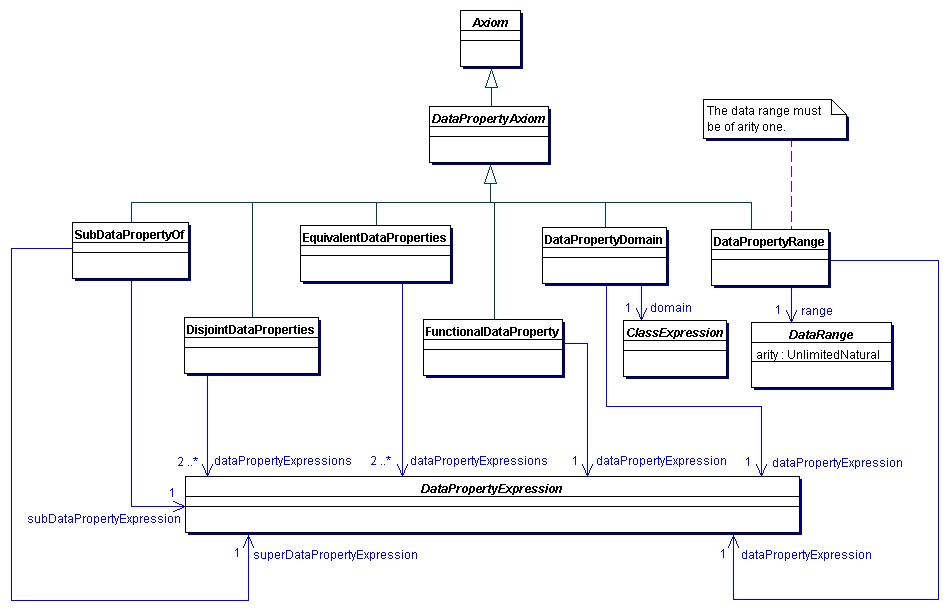 Axiom
The data range must
be of arity one.
DataPropertyAxiom
SubDataPropertyOf
EquivalentDataProperties
DataPropertyDomain
DataPropertyRange
1 domain
1 range
DisjointDataProperties
FunctionalDataProperty
ClassExpression
DataRange
arity : UnlimitedNatural
2 ..* dataPropertyExpressions
2 ..* dataPropertyExpressions
1 dataPropertyExpression
1 dataPropertyExpression
DataPropertyExpression
1
subDataPropertyExpression
1 superDataPropertyExpression
1 dataPropertyExpression